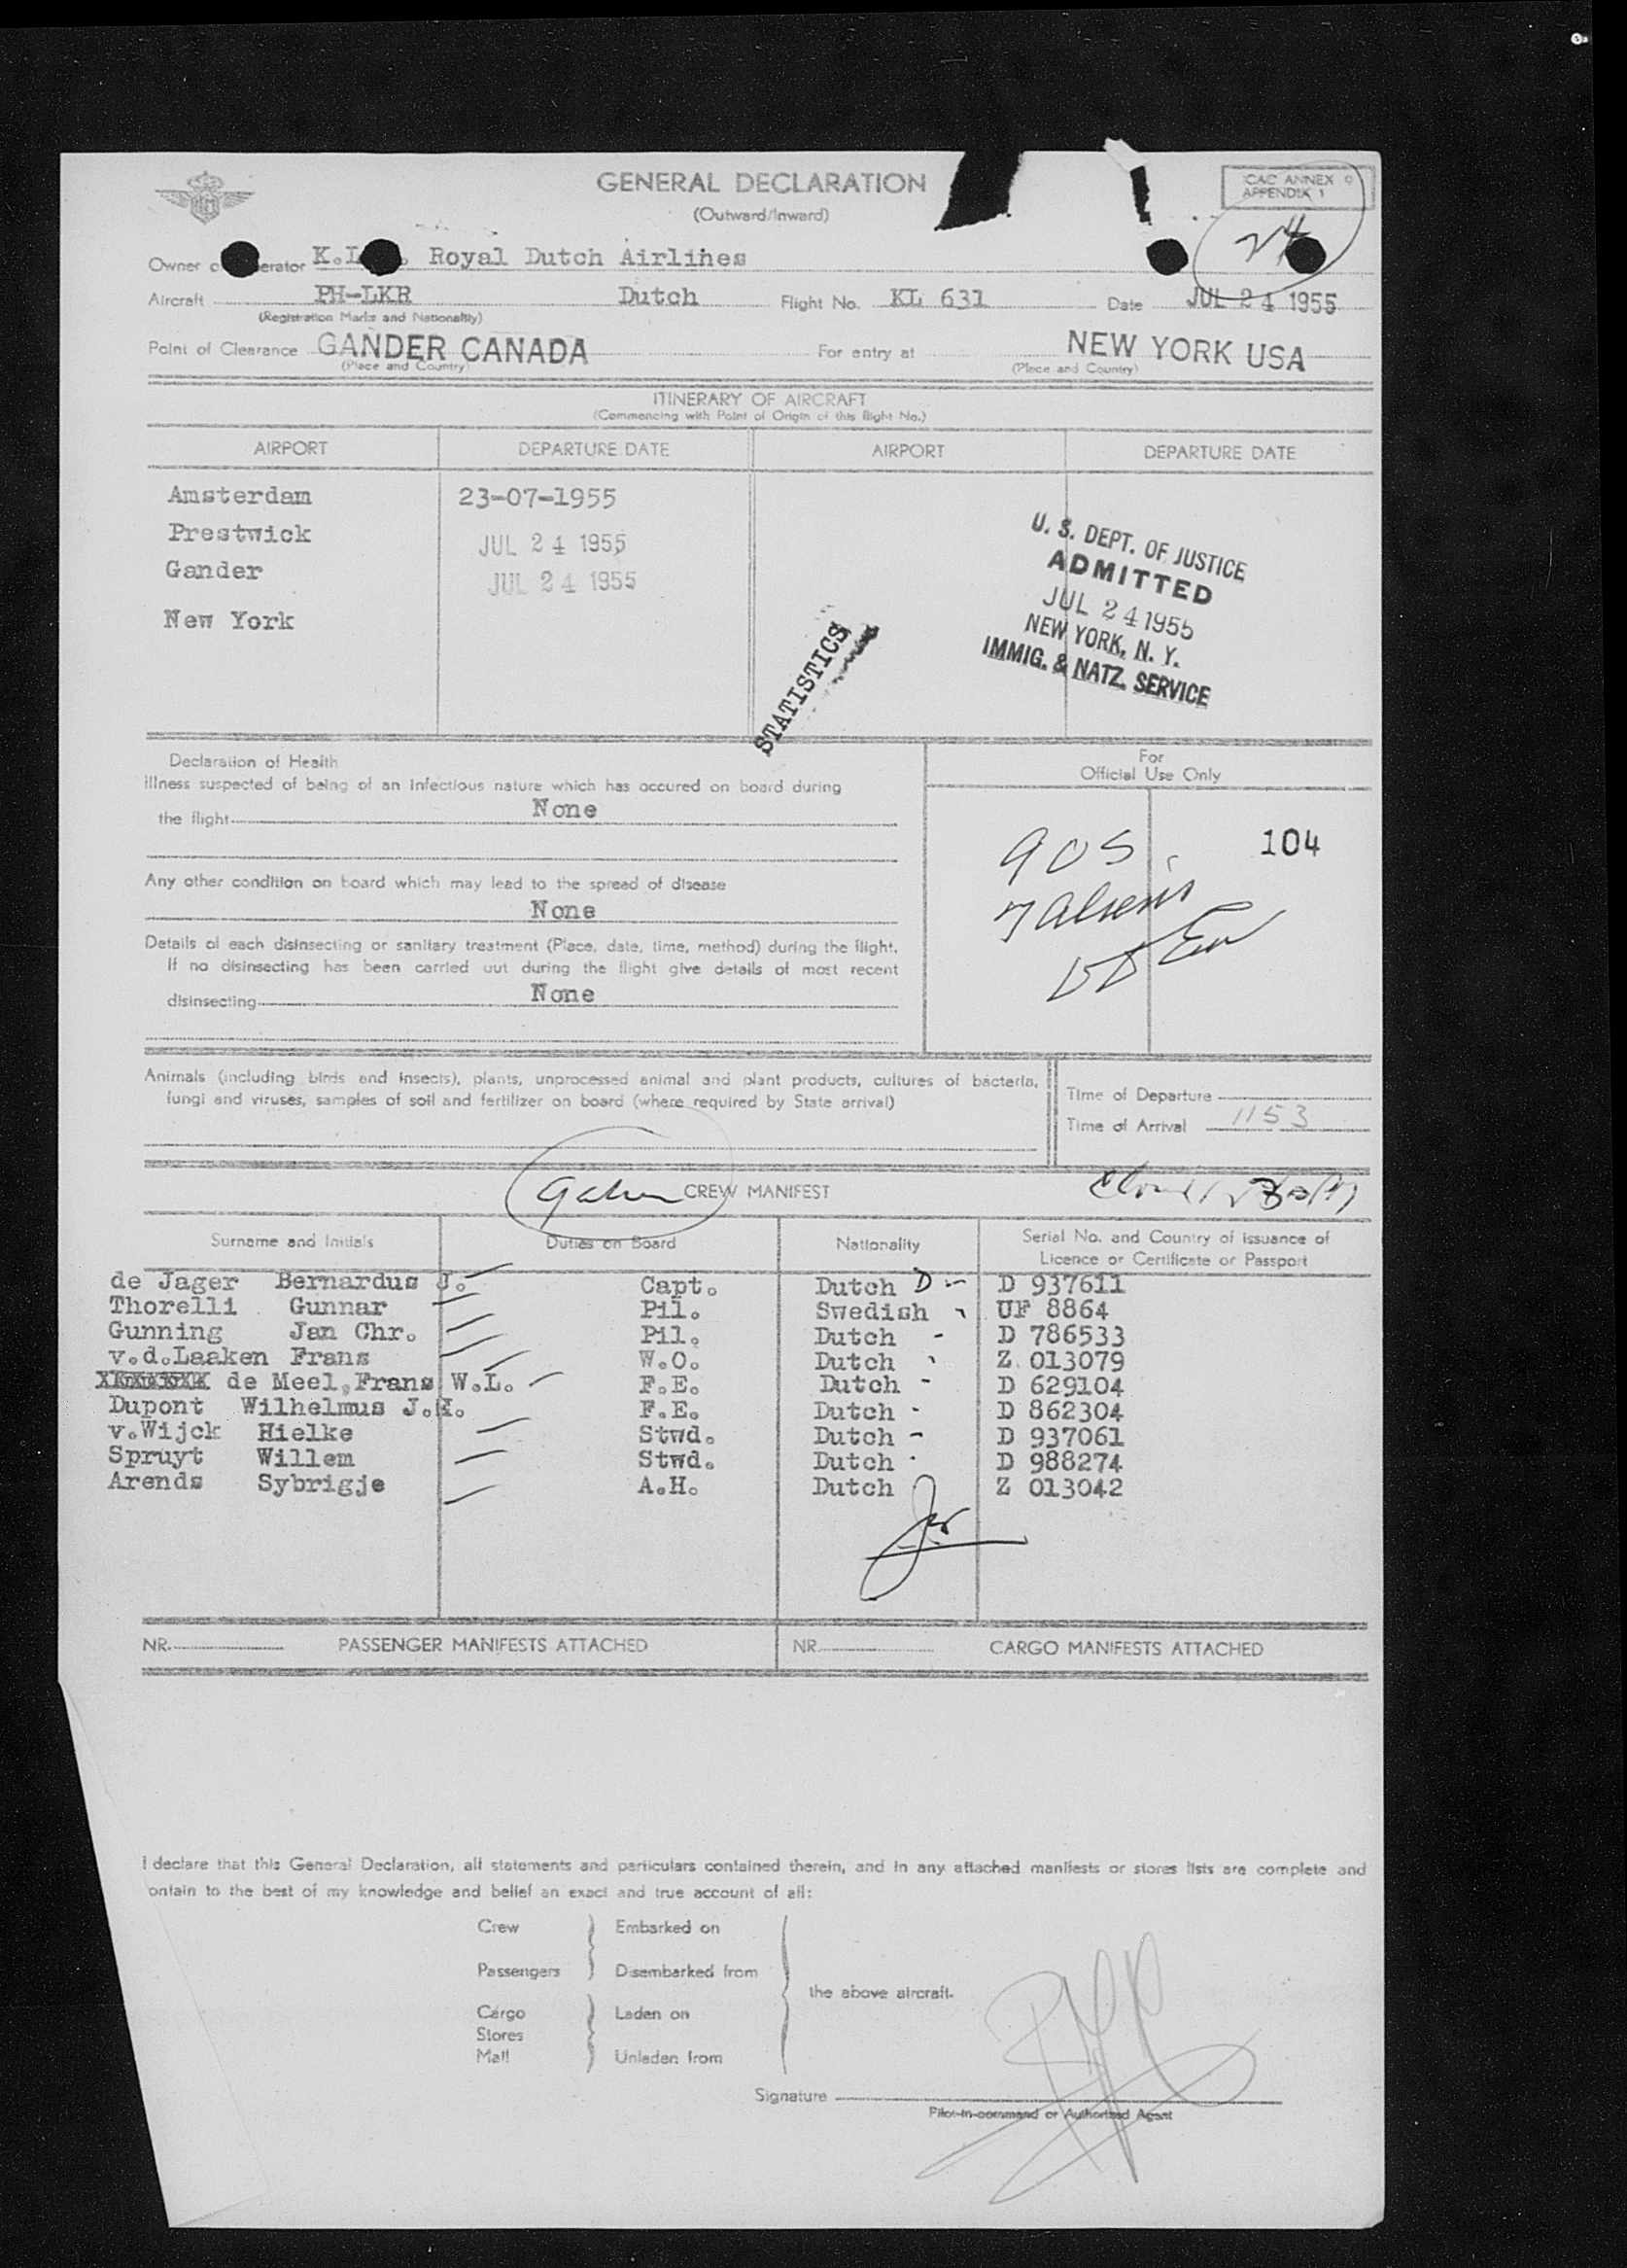 GENERAL DECLARATION
(Outward/Inward)
ICAO ANNEX 9
APPENDIX 1
24
Owner or Operator K.L.M. Royal Dutch Airlines
Aircraft PH-LKR Dutch Flight No. KL 631 Date JUL 24 1955
(Registration Marks and Nationality)
Point of Clearance GANDER CANADA For entry at NEW YORK USA
(Place and Country) (Place and Country)
ITINERARY OF AIRCRAFT
(Commencing with Point of Origin of this flight No.)
AIRPORT DEPARTURE DATE AIRPORT DEPARTURE DATE
Amsterdam 23-07-1955
Prestwick JUL 24 1955
Gander JUL 24 1955
New York
U. S. DEPT. OF JUSTICE
ADMITTED
JUL 24 1955
NEW YORK, N. Y.
IMMIG. & NATZ. SERVICE
STATISTICS
Declaration of Health
illness suspected of being of an infectious nature which has occured on board during
the flight None
Any other condition on board which may lead to the spread of disease
None
Details of each disinsecting or sanitary treatment (Place, date, time, method) during the flight.
If no disinsecting has been carried out during the flight give details of most recent
disinsecting None
For
Official Use Only
905
104
Animals (including birds and insects), plants, unprocessed animal and plant products, cultures of bacteria,
fungi and viruses, samples of soil and fertilizer on board (where required by State arrival)
Time of Departure
Time of Arrival 1153
CREW MANIFEST
Surname and Initials Duties on Board Nationality Serial No. and Country of issuance of
Licence or Certificate or Passport
de Jager Bernardus J. Capt. Dutch D D 937611
Thorelli Gunnar Pil. Swedish UF 8864
Gunning Jan Chr. Pil. Dutch D 786533
v.d.Laaken Frans W.O. Dutch Z 013079
de Meel, Frans W.L. F.E. Dutch D 629104
Dupont Wilhelmus J.H. F.E. Dutch D 862304
v.Wijck Hielke Stwd. Dutch D 937061
Spruyt Willem Stwd. Dutch D 988274
Arends Sybrigje A.H. Dutch Z 013042
NR. PASSENGER MANIFESTS ATTACHED NR. CARGO MANIFESTS ATTACHED
I declare that this General Declaration, all statements and particulars contained therein, and in any attached manifests or stores lists are complete and
ontain to the best of my knowledge and belief an exact and true account of all:
Crew Embarked on
Passengers Disembarked from
the above aircraft.
Cargo Laden on
Stores
Mail Unladen from
Signature
Pilot-in-command or Authorized Agent